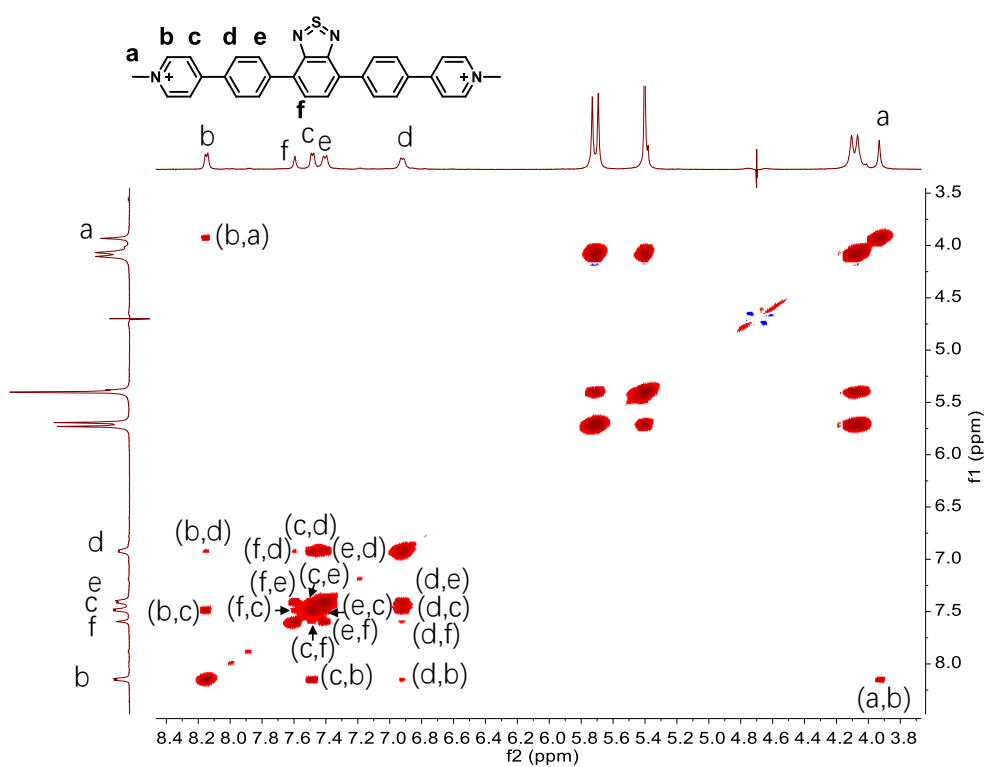 S
N N
b c d e
a
N + + N
f
b f c e d a
a
(b,a)
3.5
4.0
4.5
5.0
5.5
6.0
6.5
7.0
7.5
8.0
f1 (ppm)
(b,d) (c,d)
d (f,d) (e,d)
e (f,e) (c,e) (d,e)
c (b,c) (f,c) (e,c) (d,c)
f (e,f) (d,f)
(c,f)
b (c,b) (d,b)
(a,b)
8.4 8.2 8.0 7.8 7.6 7.4 7.2 7.0 6.8 6.6 6.4 6.2 6.0 5.8 5.6 5.4 5.2 5.0 4.8 4.6 4.4 4.2 4.0 3.8
f2 (ppm)